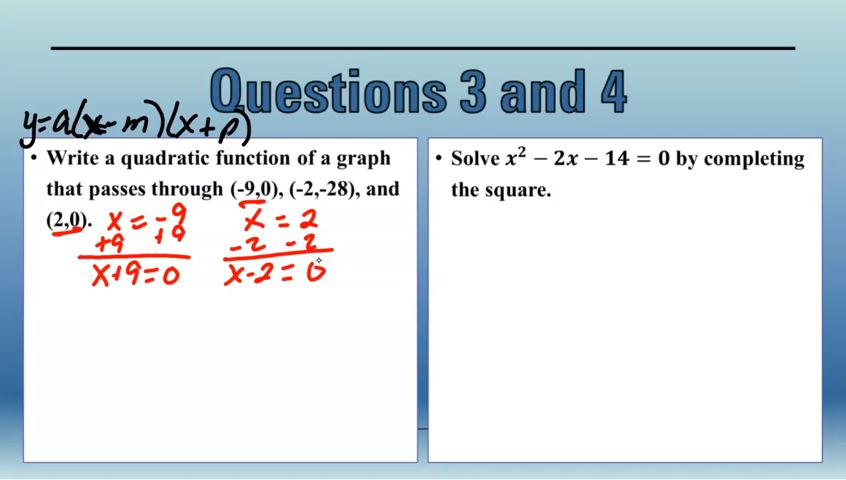 Questions 3 and 4
y=a(x-m)(x+p)
• Write a quadratic function of a graph
that passes through (-9,0), (-2,-28), and
(2,0).
x = -9
+9 +9
x+9=0
x = 2
-2 -2
x-2=0
• Solve x² − 2x − 14 = 0 by completing
the square.